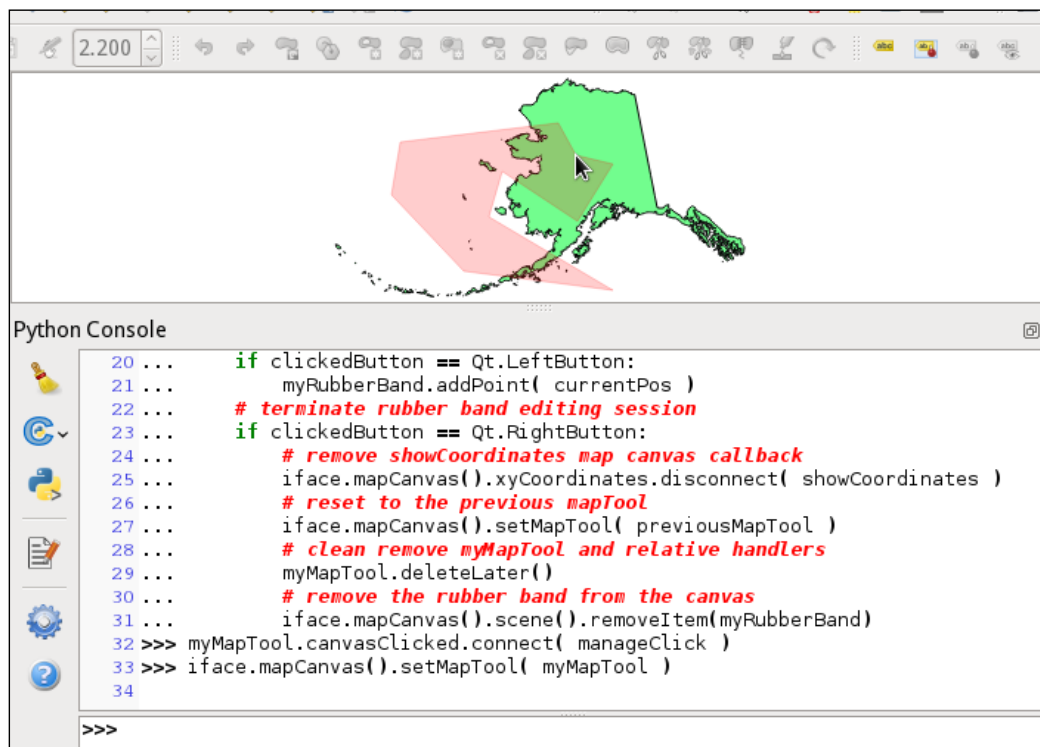 2.200
abc
Python Console
20 ...      if clickedButton == Qt.LeftButton:
21 ...          myRubberBand.addPoint( currentPos )
22 ...      # terminate rubber band editing session
23 ...      if clickedButton == Qt.RightButton:
24 ...          # remove showCoordinates map canvas callback
25 ...          iface.mapCanvas().xyCoordinates.disconnect( showCoordinates )
26 ...          # reset to the previous mapTool
27 ...          iface.mapCanvas().setMapTool( previousMapTool )
28 ...          # clean remove myMapTool and relative handlers
29 ...          myMapTool.deleteLater()
30 ...          # remove the rubber band from the canvas
31 ...          iface.mapCanvas().scene().removeItem(myRubberBand)
32 >>> myMapTool.canvasClicked.connect( manageClick )
33 >>> iface.mapCanvas().setMapTool( myMapTool )
34
>>>